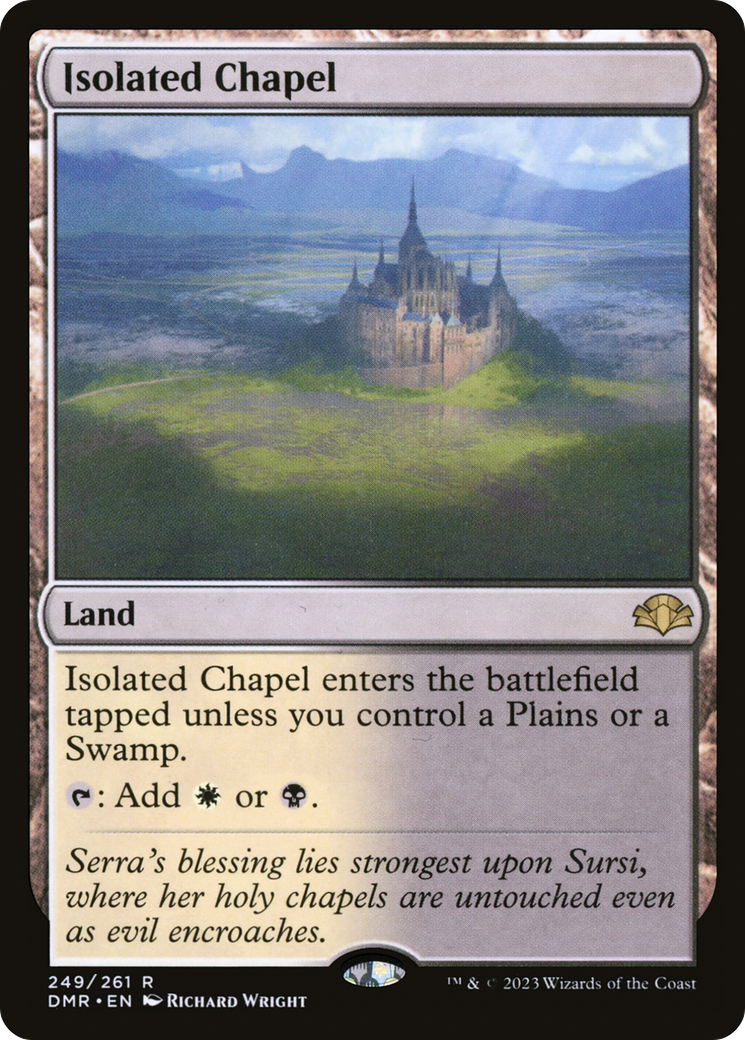 Isolated Chapel
Land
Isolated Chapel enters the battlefield
tapped unless you control a Plains or a
Swamp.
: Add or .
Serra's blessing lies strongest upon Sursi,
where her holy chapels are untouched even
as evil encroaches.
249/261 R
DMR • EN Richard Wright
™ & © 2023 Wizards of the Coast